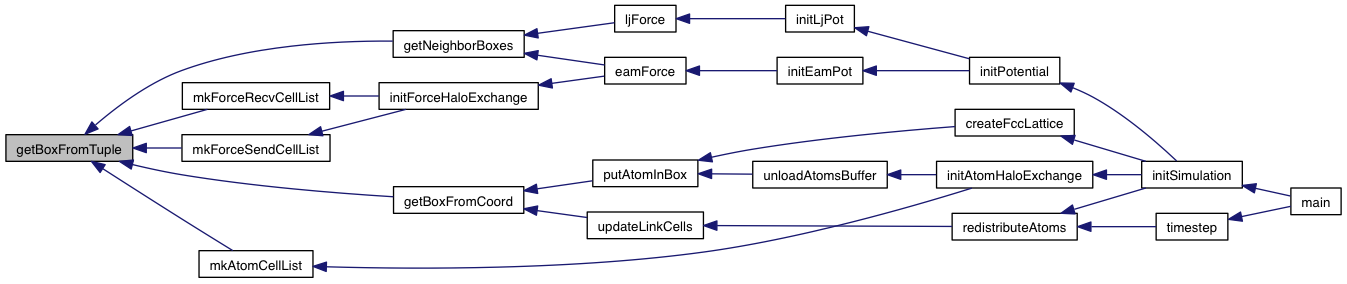 getBoxFromTuple
getNeighborBoxes
mkForceRecvCellList
mkForceSendCellList
getBoxFromCoord
mkAtomCellList
ljForce
eamForce
initForceHaloExchange
initLjPot
initEamPot
initPotential
putAtomInBox
updateLinkCells
createFccLattice
unloadAtomsBuffer
initAtomHaloExchange
redistributeAtoms
initSimulation
timestep
main